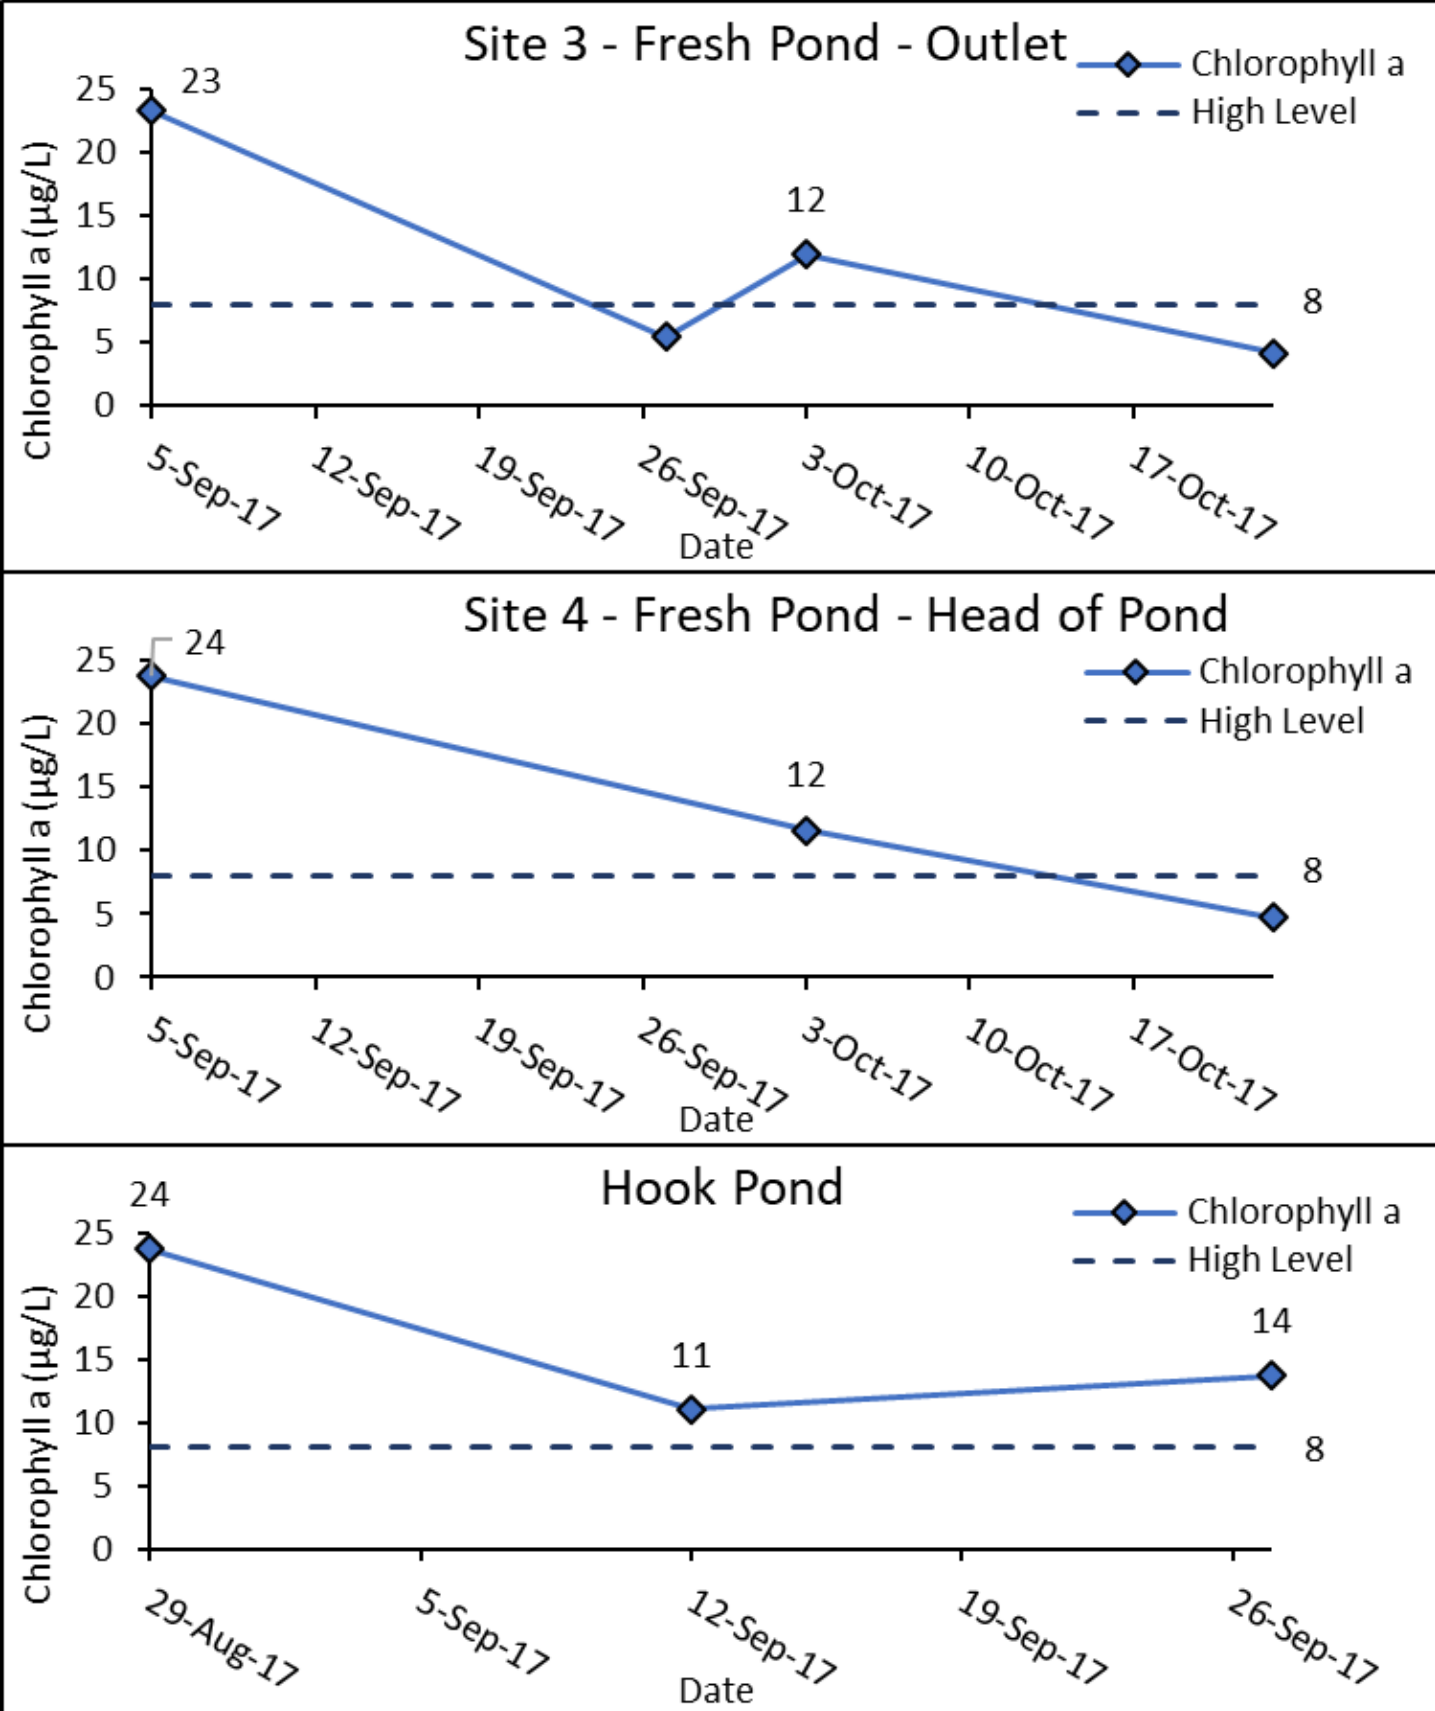 Site 3 - Fresh Pond - Outlet
Chlorophyll a
High Level
23
12
8
Chlorophyll a (µg/L)
25
20
15
10
5
0
5-Sep-17
12-Sep-17
19-Sep-17
26-Sep-17
3-Oct-17
10-Oct-17
17-Oct-17
Date
Site 4 - Fresh Pond - Head of Pond
Chlorophyll a
High Level
24
12
8
Chlorophyll a (µg/L)
25
20
15
10
5
0
5-Sep-17
12-Sep-17
19-Sep-17
26-Sep-17
3-Oct-17
10-Oct-17
17-Oct-17
Date
Hook Pond
Chlorophyll a
High Level
24
11
14
8
Chlorophyll a (µg/L)
25
20
15
10
5
0
29-Aug-17
5-Sep-17
12-Sep-17
19-Sep-17
26-Sep-17
Date